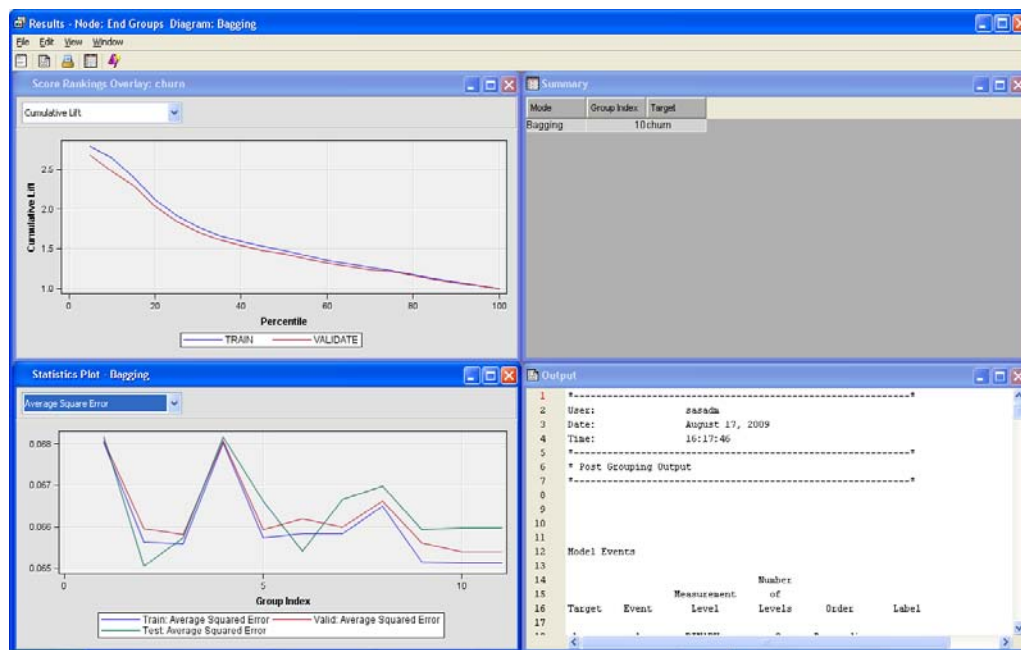 Results - Node: End Groups Diagram: Bagging
File Edit View Window
Score Rankings Overlay: churn
Cumulative Lift
Cumulative Lift
2.5
2.0
1.5
1.0
0 20 40 60 80 100
Percentile
TRAIN VALIDATE
Summary
Mode Group Index Target
Bagging 10 churn
Statistics Plot - Bagging
Average Square Error
0.068
0.067
0.066
0.065
0 5 10
Group Index
Train: Average Squared Error Valid: Average Squared Error
Test: Average Squared Error
Output
1 *------------------------------------------------------------*
2 User: sasadm
3 Date: August 17, 2009
4 Time: 16:17:46
5 *------------------------------------------------------------*
6 * Post Grouping Output
7 *------------------------------------------------------------*
8
9
10
11
12 Model Events
13
14 Number
15 Measurement of
16 Target Event Level Levels Order Label
17